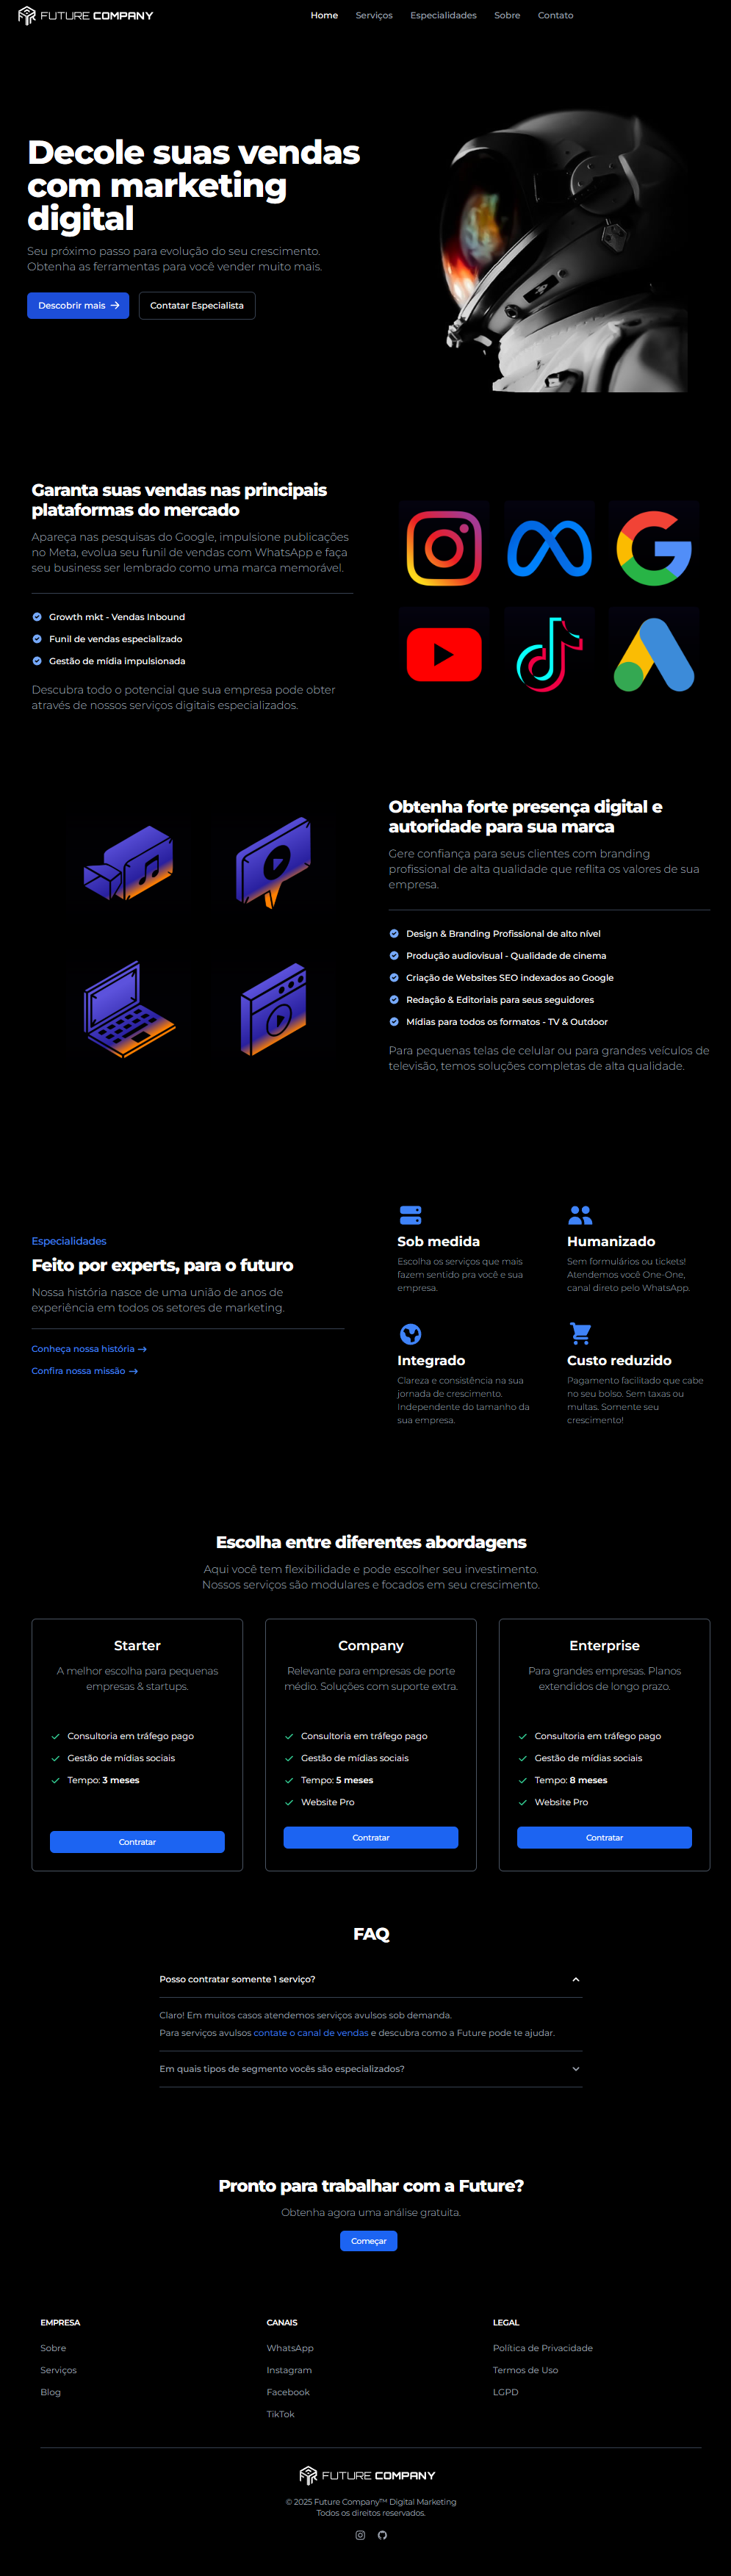 FUTURE COMPANY
Home Serviços Especialidades Sobre Contato
Decole suas vendas
com marketing
digital
Seu próximo passo para evolução do seu crescimento.
Obtenha as ferramentas para você vender muito mais.
Descobrir mais
Contatar Especialista
Garanta suas vendas nas principais
plataformas do mercado
Apareça nas pesquisas do Google, impulsione publicações
no Meta, evolua seu funil de vendas com WhatsApp e faça
seu business ser lembrado como uma marca memorável.
Growth mkt - Vendas Inbound
Funil de vendas especializado
Gestão de mídia impulsionada
Descubra todo o potencial que sua empresa pode obter
através de nossos serviços digitais especializados.
Obtenha forte presença digital e
autoridade para sua marca
Gere confiança para seus clientes com branding
profissional de alta qualidade que reflita os valores de sua
empresa.
Design & Branding Profissional de alto nível
Produção audiovisual - Qualidade de cinema
Criação de Websites SEO indexados ao Google
Redação & Editoriais para seus seguidores
Mídias para todos os formatos - TV & Outdoor
Para pequenas telas de celular ou para grandes veículos de
televisão, temos soluções completas de alta qualidade.
Especialidades
Feito por experts, para o futuro
Nossa história nasce de uma união de anos de
experiência em todos os setores de marketing.
Conheça nossa história
Confira nossa missão
Sob medida
Escolha os serviços que mais
fazem sentido pra você e sua
empresa.
Humanizado
Sem formulários ou tickets!
Atendemos você One-One,
canal direto pelo WhatsApp.
Integrado
Clareza e consistência na sua
jornada de crescimento.
Independente do tamanho da
sua empresa.
Custo reduzido
Pagamento facilitado que cabe
no seu bolso. Sem taxas ou
multas. Somente seu
crescimento!
Escolha entre diferentes abordagens
Aqui você tem flexibilidade e pode escolher seu investimento.
Nossos serviços são modulares e focados em seu crescimento.
Starter
A melhor escolha para pequenas
empresas & startups.
Consultoria em tráfego pago
Gestão de mídias sociais
Tempo: 3 meses
Contratar
Company
Relevante para empresas de porte
médio. Soluções com suporte extra.
Consultoria em tráfego pago
Gestão de mídias sociais
Tempo: 5 meses
Website Pro
Contratar
Enterprise
Para grandes empresas. Planos
extendidos de longo prazo.
Consultoria em tráfego pago
Gestão de mídias sociais
Tempo: 8 meses
Website Pro
Contratar
FAQ
Posso contratar somente 1 serviço?
Claro! Em muitos casos atendemos serviços avulsos sob demanda.
Para serviços avulsos contate o canal de vendas e descubra como a Future pode te ajudar.
Em quais tipos de segmento vocês são especializados?
Pronto para trabalhar com a Future?
Obtenha agora uma análise gratuita.
Começar
EMPRESA
Sobre
Serviços
Blog
CANAIS
WhatsApp
Instagram
Facebook
TikTok
LEGAL
Política de Privacidade
Termos de Uso
LGPD
FUTURE COMPANY
© 2025 Future Company™ Digital Marketing
Todos os direitos reservados.